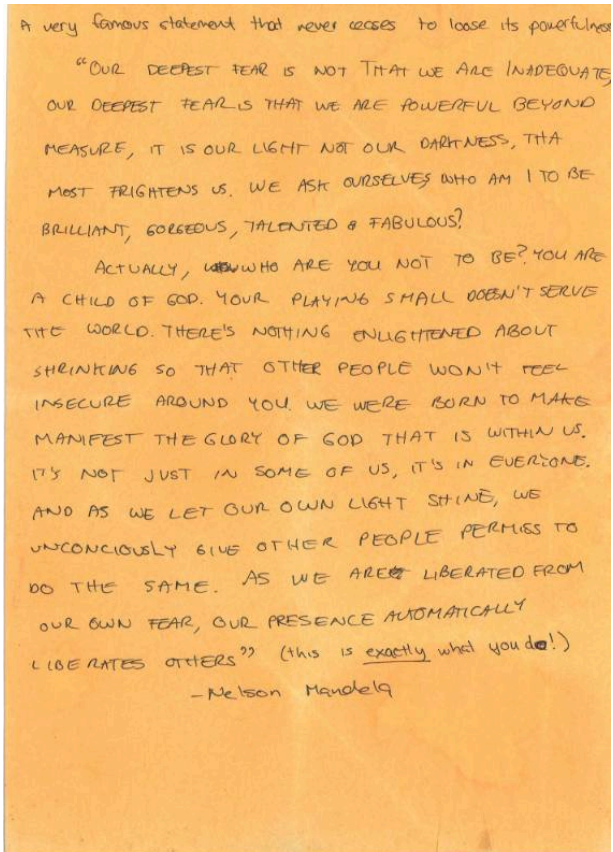 A very famous statement that never ceases to loose its powerfulness
"OUR DEEPEST FEAR IS NOT THAT WE ARE INADEQUATE,
OUR DEEPEST FEAR IS THAT WE ARE POWERFUL BEYOND
MEASURE, IT IS OUR LIGHT NOT OUR DARKNESS, THA
MOST FRIGHTENS US. WE ASK OURSELVES WHO AM I TO BE
BRILLIANT, GORGEOUS, TALENTED & FABULOUS?
ACTUALLY, WHO ARE YOU NOT TO BE? YOU ARE
A CHILD OF GOD. YOUR PLAYING SMALL DOESN'T SERVE
THE WORLD. THERE'S NOTHING ENLIGHTENED ABOUT
SHRINKING SO THAT OTHER PEOPLE WON'T FEEL
INSECURE AROUND YOU. WE WERE BORN TO MAKE
MANIFEST THE GLORY OF GOD THAT IS WITHIN US.
IT'S NOT JUST IN SOME OF US, IT'S IN EVERYONE.
AND AS WE LET OUR OWN LIGHT SHINE, WE
UNCONCIOUSLY GIVE OTHER PEOPLE PERMISS TO
DO THE SAME. AS WE ARE LIBERATED FROM
OUR OWN FEAR, OUR PRESENCE AUTOMATICALLY
LIBERATES OTHERS" (this is exactly what you do!)
-Nelson Mandela